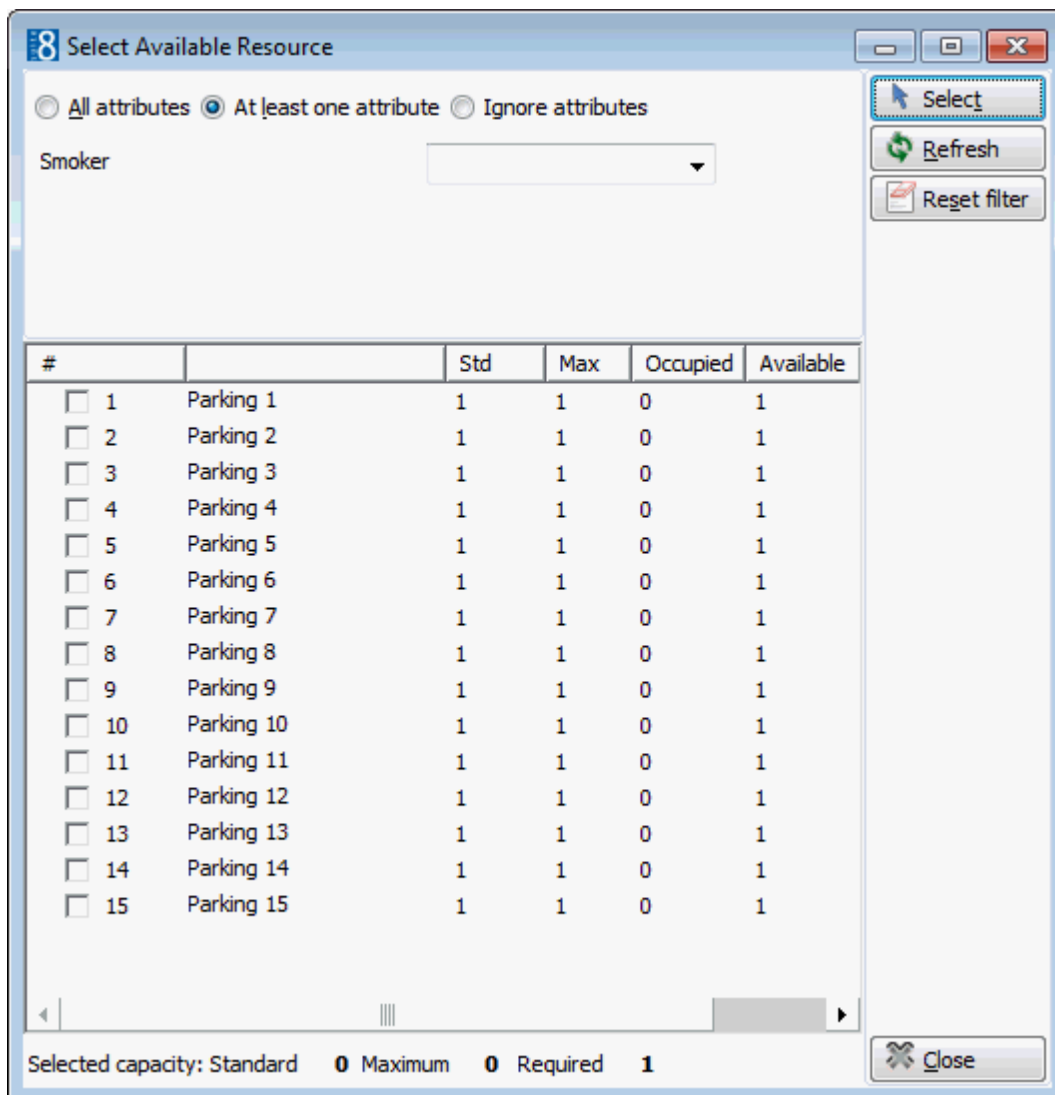 8 Select Available Resource
All attributes At least one attribute Ignore attributes
Select
Smoker
Refresh
Reset filter
# Std Max Occupied Available
1 Parking 1 1 1 0 1
2 Parking 2 1 1 0 1
3 Parking 3 1 1 0 1
4 Parking 4 1 1 0 1
5 Parking 5 1 1 0 1
6 Parking 6 1 1 0 1
7 Parking 7 1 1 0 1
8 Parking 8 1 1 0 1
9 Parking 9 1 1 0 1
10 Parking 10 1 1 0 1
11 Parking 11 1 1 0 1
12 Parking 12 1 1 0 1
13 Parking 13 1 1 0 1
14 Parking 14 1 1 0 1
15 Parking 15 1 1 0 1
Selected capacity: Standard 0 Maximum 0 Required 1
Close